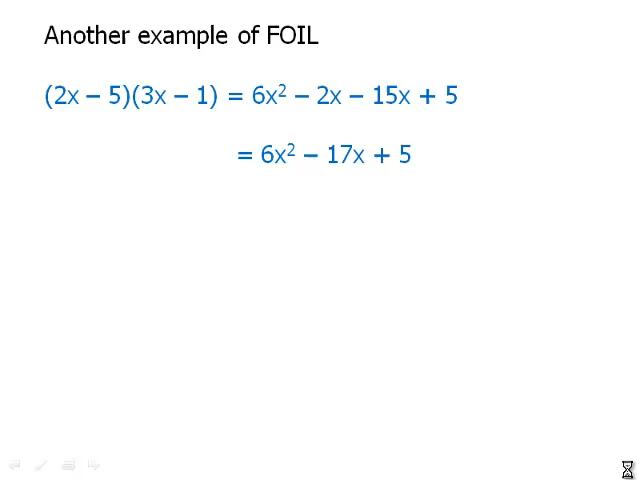 Another example of FOIL
(2x – 5)(3x – 1) = 6x² – 2x – 15x + 5
= 6x² – 17x + 5